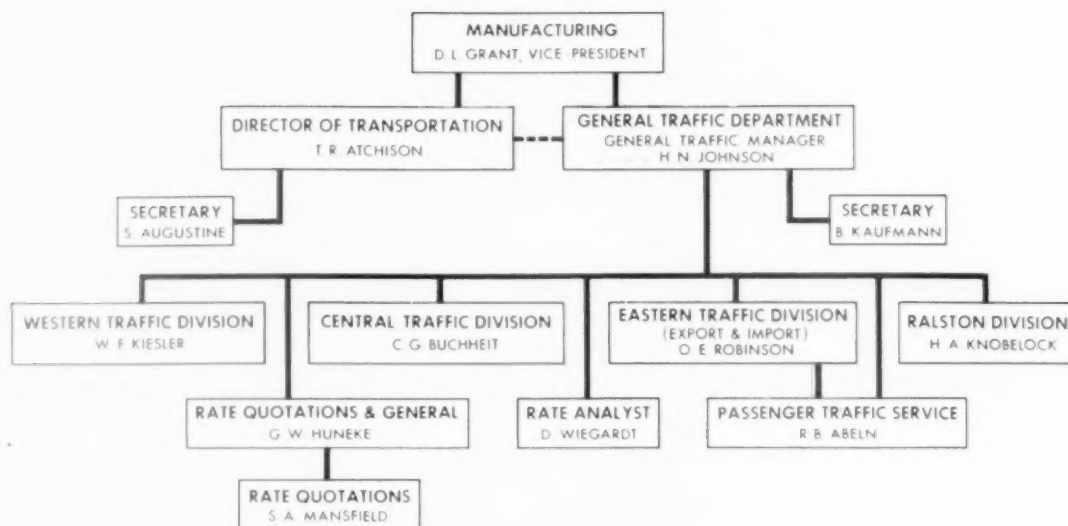 MANUFACTURING
D. L. GRANT, VICE-PRESIDENT
DIRECTOR OF TRANSPORTATION
T. R. ATCHISON
GENERAL TRAFFIC DEPARTMENT
GENERAL TRAFFIC MANAGER
H. N. JOHNSON
SECRETARY
S. AUGUSTINE
SECRETARY
B. KAUFMANN
WESTERN TRAFFIC DIVISION
W. F. KIESLER
CENTRAL TRAFFIC DIVISION
C. G. BUCHHEIT
EASTERN TRAFFIC DIVISION
(EXPORT & IMPORT)
O. E. ROBINSON
RALSTON DIVISION
H. A. KNOBELOCK
RATE QUOTATIONS & GENERAL
G. W. HUNEKE
RATE ANALYST
D. WIEGARDT
PASSENGER TRAFFIC SERVICE
R. B. ABELN
RATE QUOTATIONS
S. A. MANSFIELD